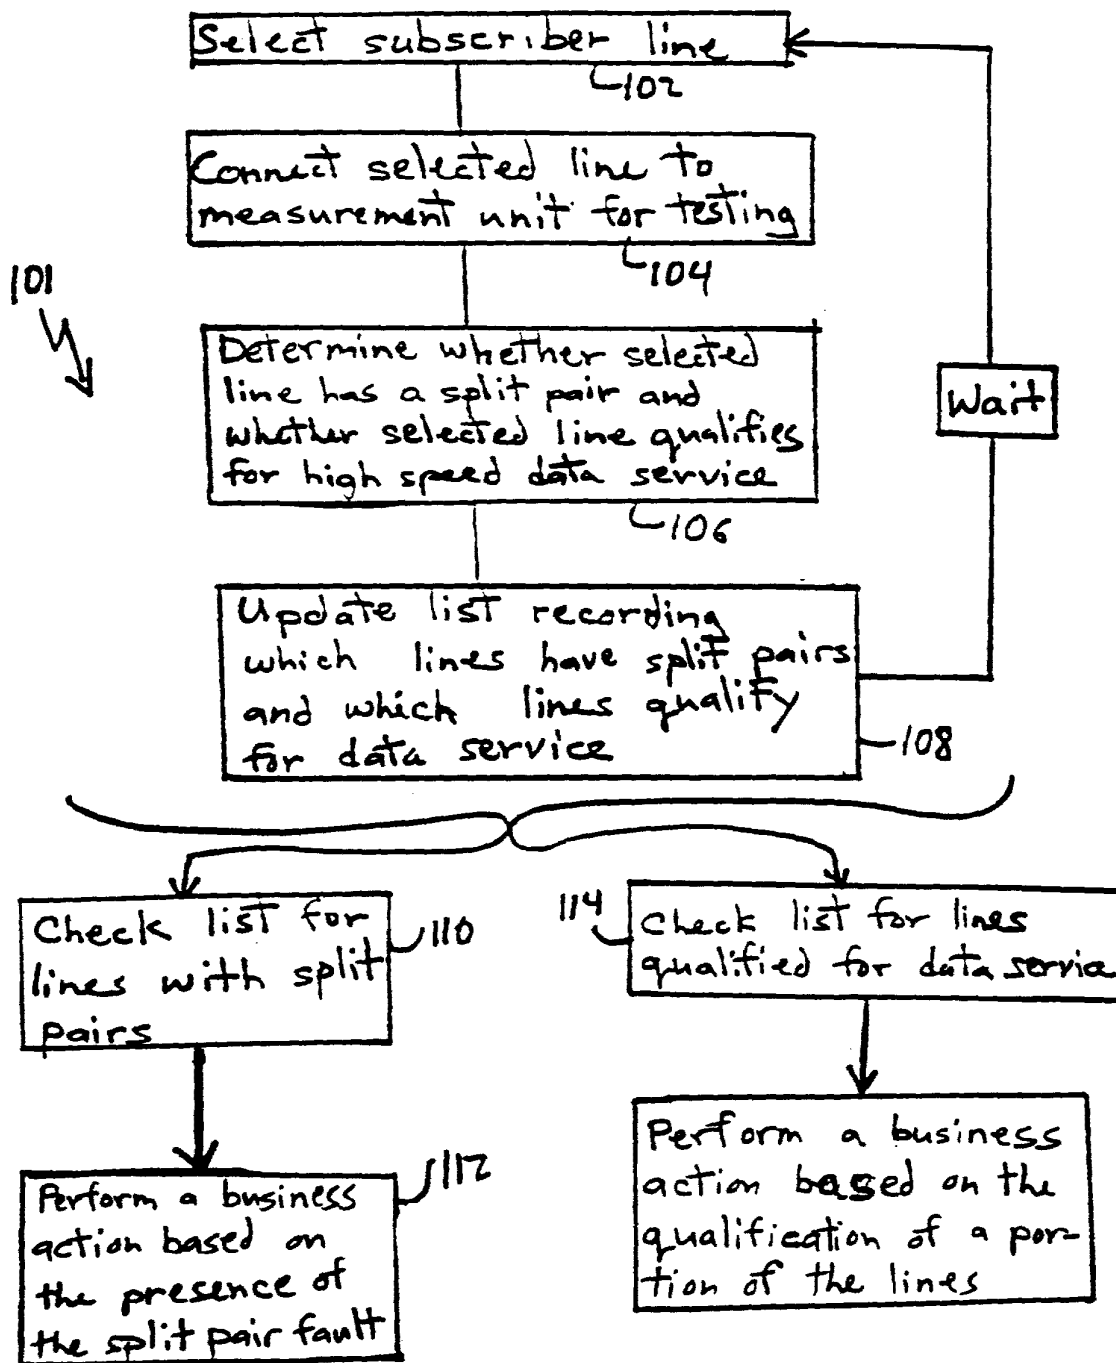 Select subscriber line
102
Connect selected line to
measurement unit for testing
104
101
Determine whether selected
line has a split pair and
whether selected line qualifies
for high speed data service
106
Wait
Update list recording
which lines have split pairs
and which lines qualify
for data service
108
Check list for
lines with split
pairs
110
114
Check list for lines
qualified for data service
Perform a business
action based on
the presence of
the split pair fault
112
Perform a business
action based on the
qualification of a por-
tion of the lines